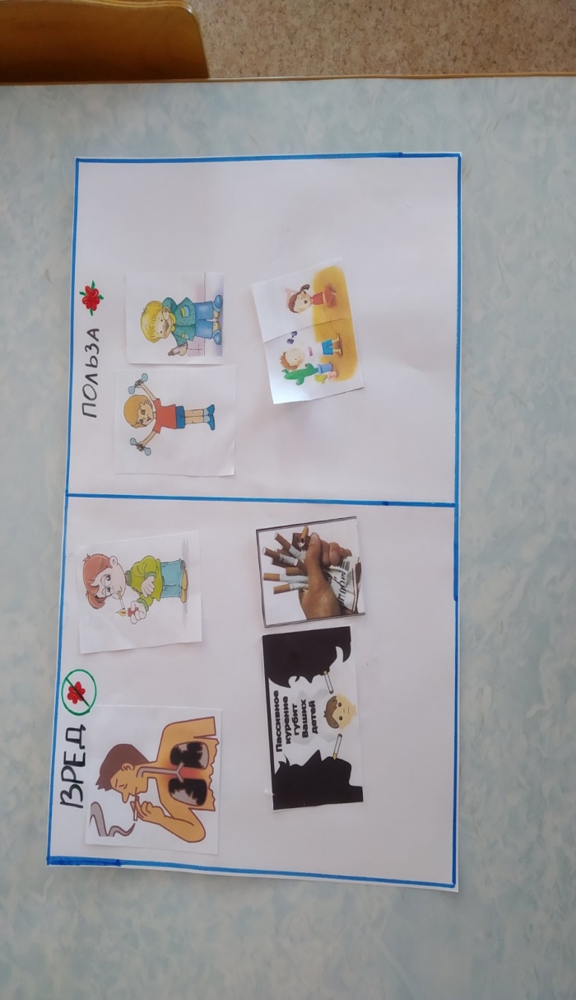 ВРЕД
ПОЛЬЗА
Пассивное
курение
губит
Ваших
детей